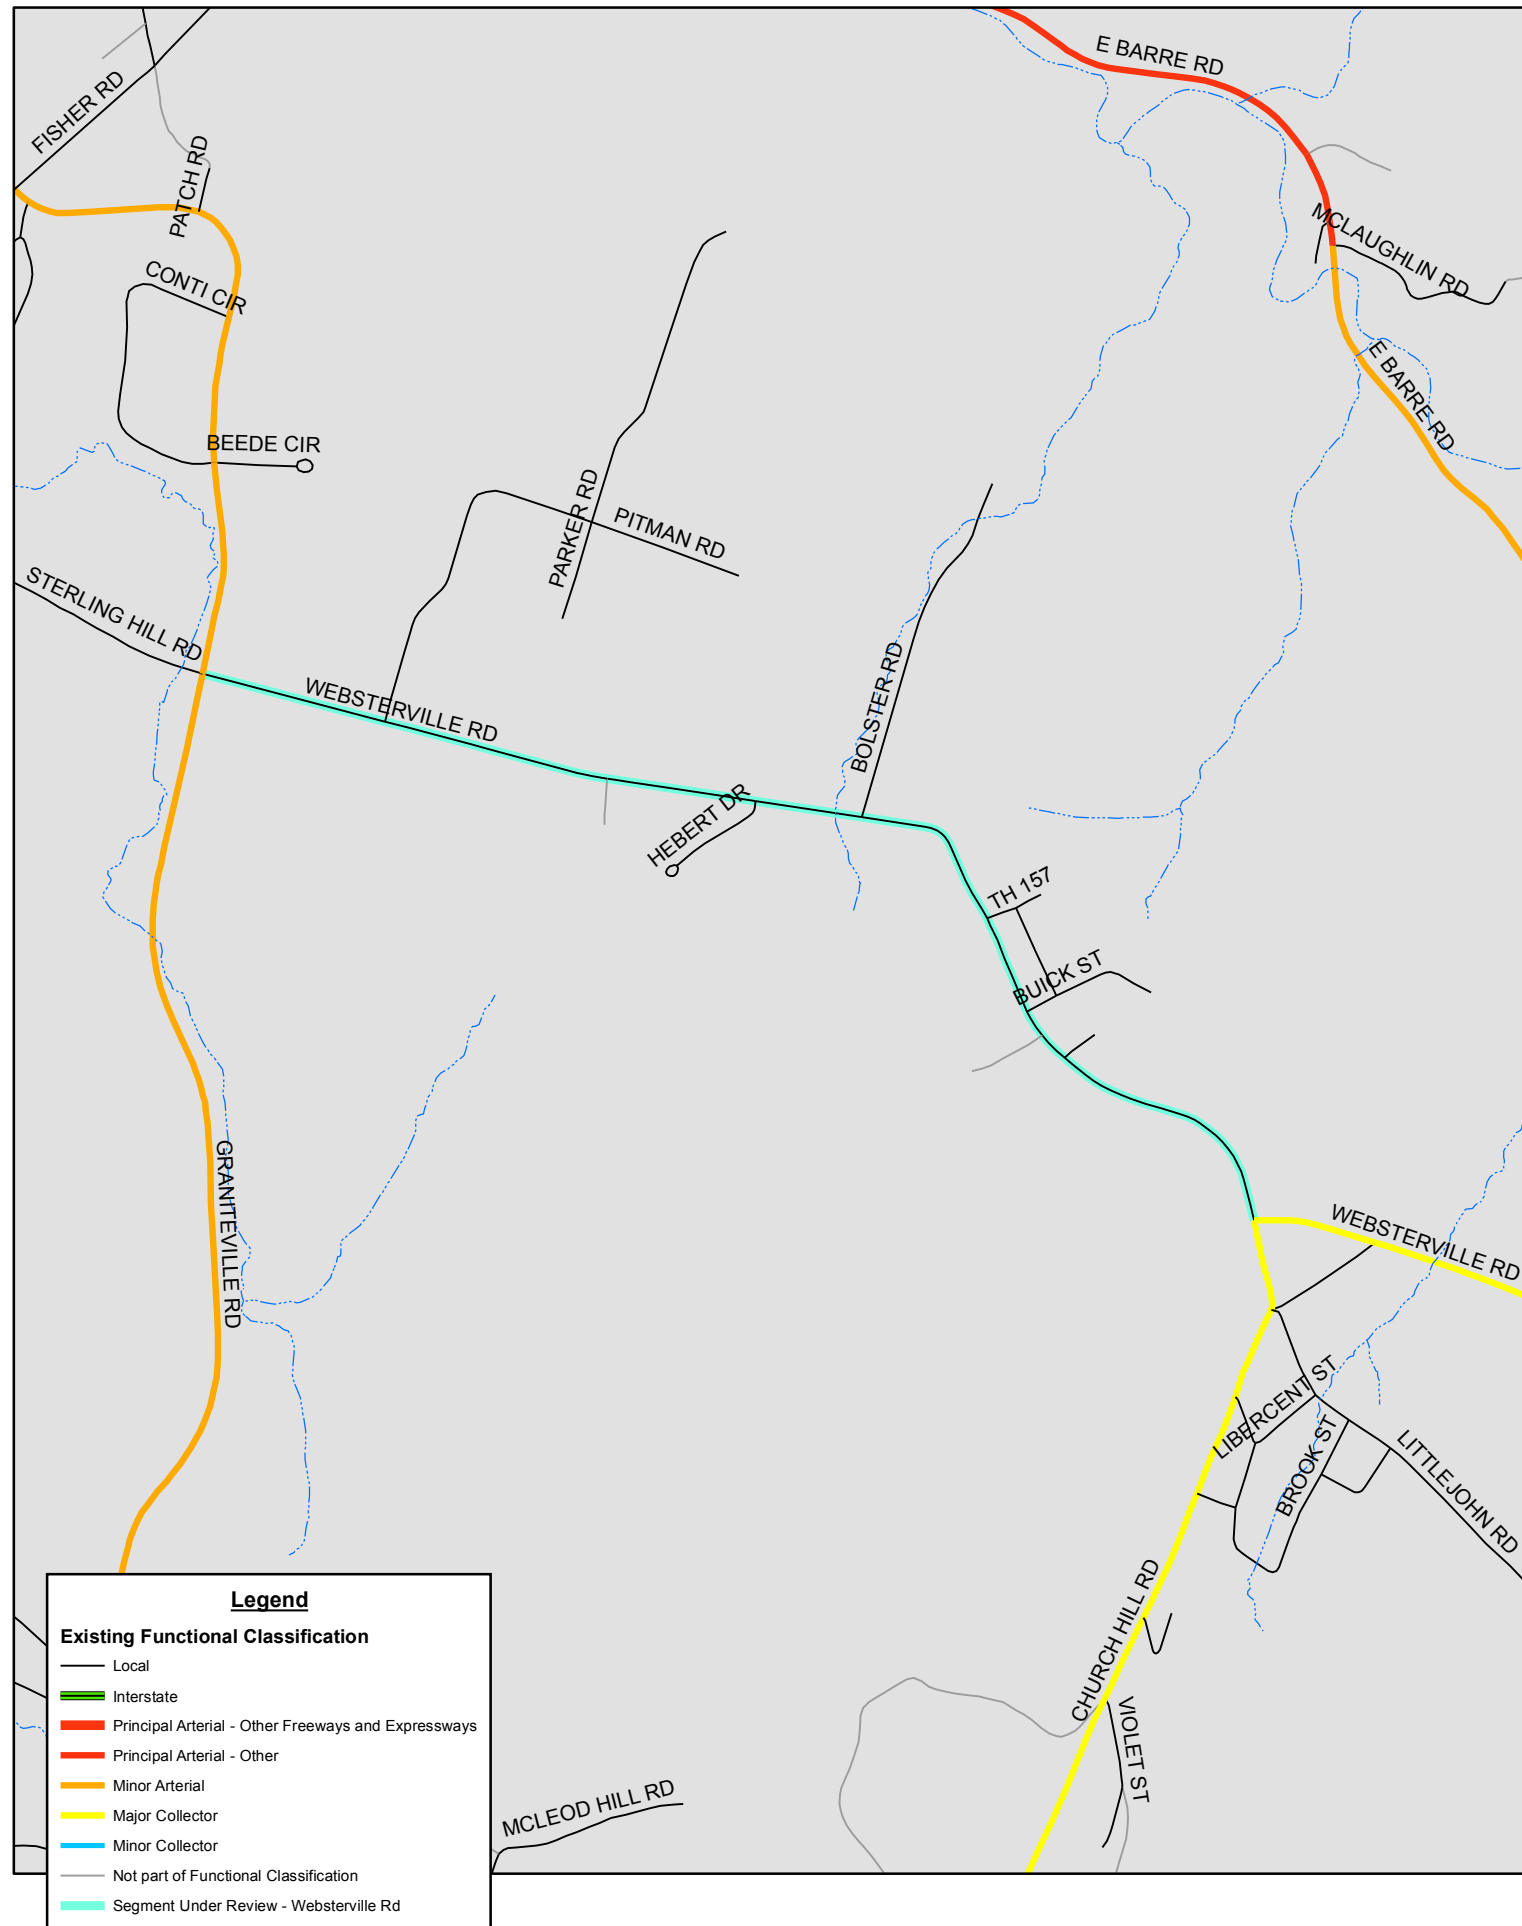 E BARRE RD
FISHER RD
PATCH RD
MCLAUGHLIN RD
CONTI CIR
E BARRE RD
BEEDE CIR
PARKER RD
PITMAN RD
STERLING HILL RD
WEBSTERVILLE RD
BOLSTER RD
HEBERT DR
TH 157
BUICK ST
GRANITEVILLE RD
WEBSTERVILLE RD
LIBERCENT ST
BROOK ST
LITTLEJOHN RD
CHURCH HILL RD
VIOLET ST
MCLEOD HILL RD
Legend
Existing Functional Classification
Local
Interstate
Principal Arterial - Other Freeways and Expressways
Principal Arterial - Other
Minor Arterial
Major Collector
Minor Collector
Not part of Functional Classification
Segment Under Review - Websterville Rd